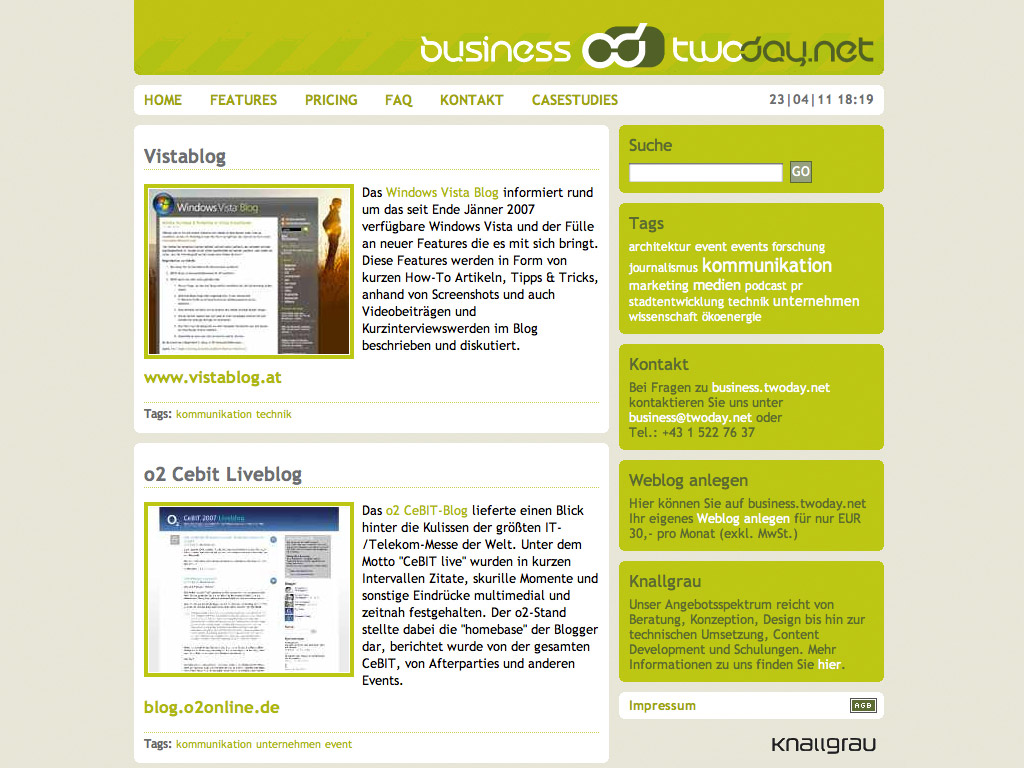 business twoday.net
HOME FEATURES PRICING FAQ KONTAKT CASESTUDIES 23|04|11 18:19
Vistablog
Windows Vista Blog
Das Windows Vista Blog informiert rund
um das seit Ende Jänner 2007
verfügbare Windows Vista und der Fülle
an neuer Features die es mit sich bringt.
Diese Features werden in Form von
kurzen How-To Artikeln, Tipps & Tricks,
anhand von Screenshots und auch
Videobeiträgen und
Kurzinterviewswerden im Blog
beschrieben und diskutiert.
www.vistablog.at
Tags: kommunikation technik
o2 Cebit Liveblog
O2 CeBIT 2007 Liveblog
Das o2 CeBIT-Blog lieferte einen Blick
hinter die Kulissen der größten IT-
/Telekom-Messe der Welt. Unter dem
Motto "CeBIT live" wurden in kurzen
Intervallen Zitate, skurille Momente und
sonstige Eindrücke multimedial und
zeitnah festgehalten. Der o2-Stand
stellte dabei die "homebase" der Blogger
dar, berichtet wurde von der gesamten
CeBIT, von Afterparties und anderen
Events.
blog.o2online.de
Tags: kommunikation unternehmen event
Suche
GO
Tags
architektur event events forschung
journalismus kommunikation
marketing medien podcast pr
stadtentwicklung technik unternehmen
wissenschaft ökoenergie
Kontakt
Bei Fragen zu business.twoday.net
kontaktieren Sie uns unter
business@twoday.net oder
Tel.: +43 1 522 76 37
Weblog anlegen
Hier können Sie auf business.twoday.net
Ihr eigenes Weblog anlegen für nur EUR
30,- pro Monat (exkl. MwSt.)
Knallgrau
Unser Angebotsspektrum reicht von
Beratung, Konzeption, Design bis hin zur
technischen Umsetzung, Content
Development und Schulungen. Mehr
Informationen zu uns finden Sie hier.
Impressum AGB
knallgrau